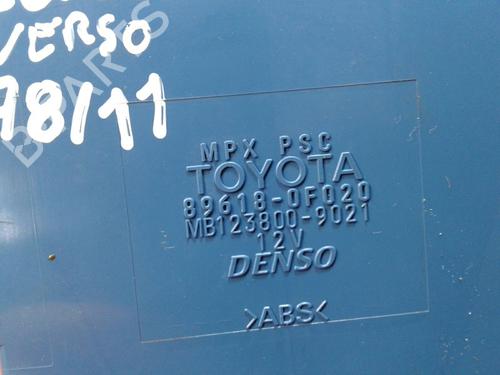 VERSO
78/11
MPX PSC
TOYOTA
89618-0F020
MB123800-9021
12V
DENSO
>ABS<